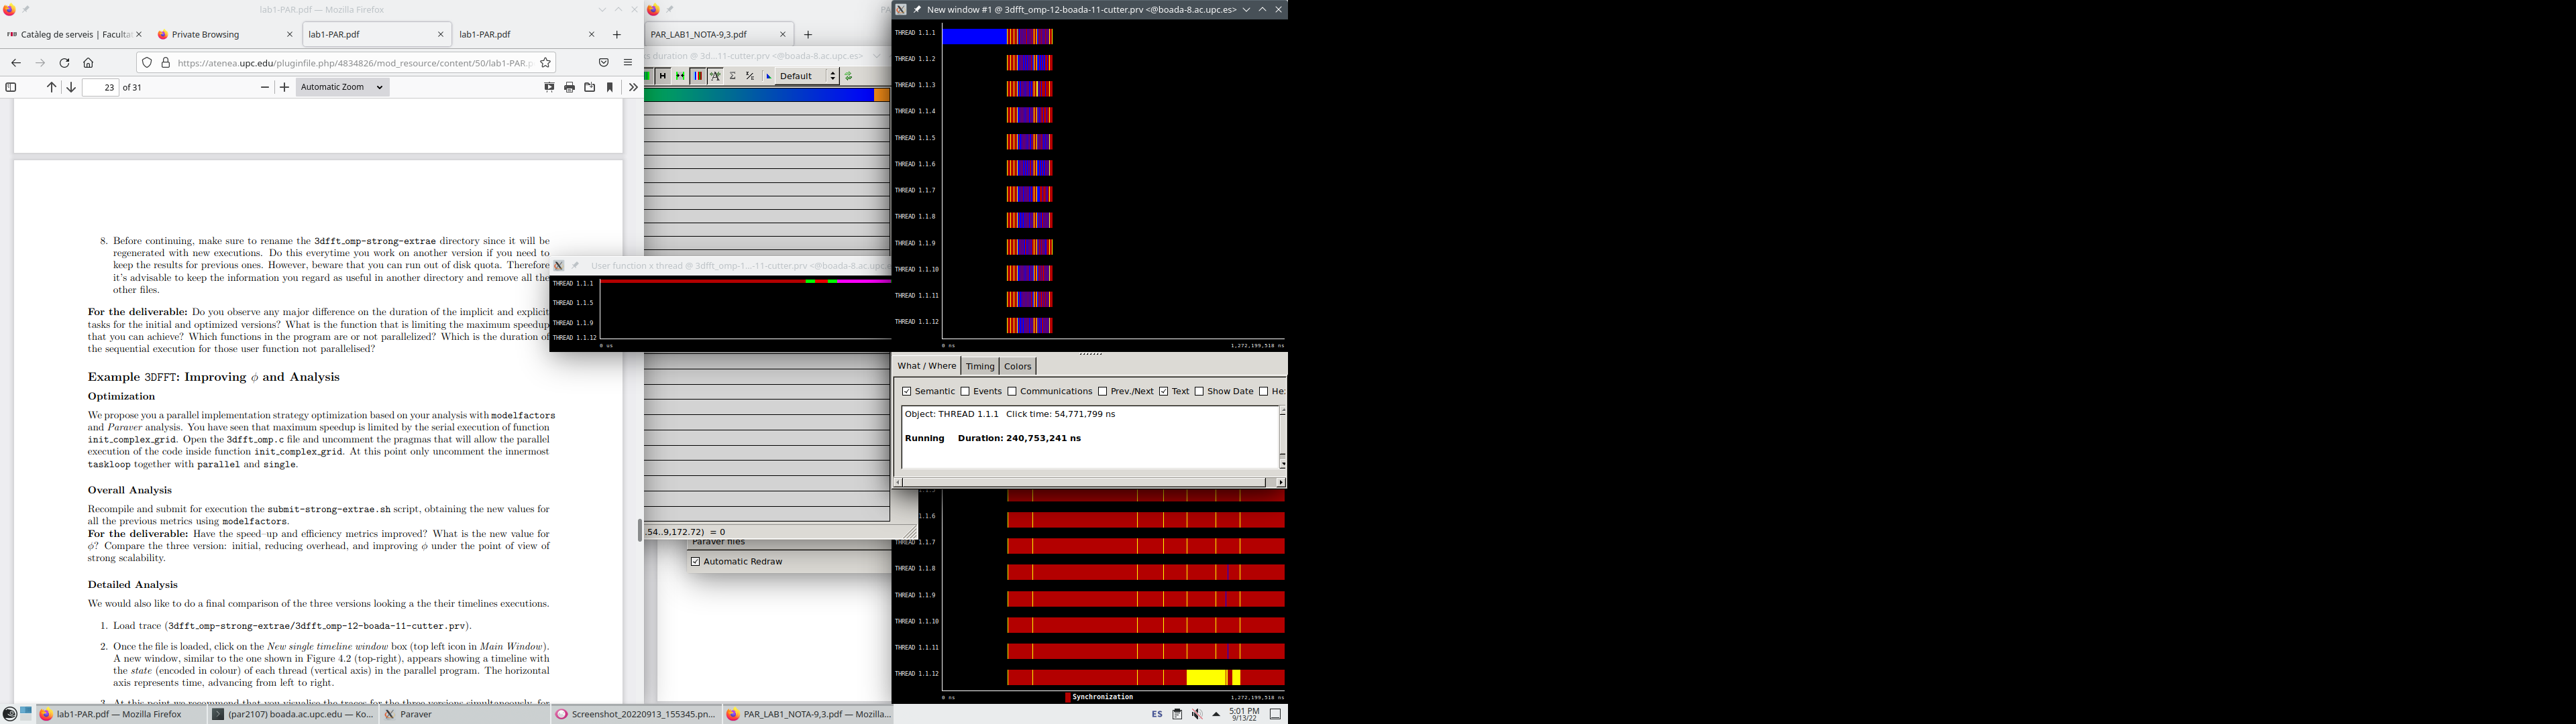 lab1-PAR.pdf — Mozilla Firefox
Catàleg de serveis | Faculta
Private Browsing
lab1-PAR.pdf
lab1-PAR.pdf
https://atenea.upc.edu/pluginfile.php/4834826/mod_resource/content/50/lab1-PAR.p
23 of 31
Automatic Zoom
8. Before continuing, make sure to rename the 3dfft_omp-strong-extrae directory since it will be
regenerated with new executions. Do this everytime you work on another version if you need to
keep the results for previous ones. However, beware that you can run out of disk quota. Therefore
it's advisable to keep the information you regard as useful in another directory and remove all the
other files.
For the deliverable: Do you observe any major difference on the duration of the implicit and explicit
tasks for the initial and optimized versions? What is the function that is limiting the maximum speedup
that you can achieve? Which functions in the program are or not parallelized? Which is the duration of
the sequential execution for those user function not parallelised?
Example 3DFFT: Improving ϕ and Analysis
Optimization
We propose you a parallel implementation strategy optimization based on your analysis with modelfactors
and Paraver analysis. You have seen that maximum speedup is limited by the serial execution of function
init_complex_grid. Open the 3dfft_omp.c file and uncomment the pragmas that will allow the parallel
execution of the code inside function init_complex_grid. At this point only uncomment the innermost
taskloop together with parallel and single.
Overall Analysis
Recompile and submit for execution the submit-strong-extrae.sh script, obtaining the new values for
all the previous metrics using modelfactors.
For the deliverable: Have the speed–up and efficiency metrics improved? What is the new value for
ϕ? Compare the three version: initial, reducing overhead, and improving ϕ under the point of view of
strong scalability.
Detailed Analysis
We would also like to do a final comparison of the three versions looking a the their timelines executions.
1. Load trace (3dfft_omp-strong-extrae/3dfft_omp-12-boada-11-cutter.prv).
2. Once the file is loaded, click on the New single timeline window box (top left icon in Main Window).
A new window, similar to the one shown in Figure 4.2 (top-right), appears showing a timeline with
the state (encoded in colour) of each thread (vertical axis) in the parallel program. The horizontal
axis represents time, advancing from left to right.
PA
PAR_LAB1_NOTA-9,3.pdf
s duration @ 3d...11-cutter.prv <@boada-8.ac.upc.es>
Default
.54..9,172.72) = 0
Paraver files
Automatic Redraw
User function x thread @ 3dfft_omp-1...-11-cutter.prv <@boada-8.ac.upc.e
THREAD 1.1.1
THREAD 1.1.5
THREAD 1.1.9
THREAD 1.1.12
0 us
New window #1 @ 3dfft_omp-12-boada-11-cutter.prv <@boada-8.ac.upc.es>
THREAD 1.1.1
THREAD 1.1.2
THREAD 1.1.3
THREAD 1.1.4
THREAD 1.1.5
THREAD 1.1.6
THREAD 1.1.7
THREAD 1.1.8
THREAD 1.1.9
THREAD 1.1.10
THREAD 1.1.11
THREAD 1.1.12
0 ns
1,272,199,518 ns
What / Where Timing Colors
Semantic Events Communications Prev./Next Text Show Date He
Object: THREAD 1.1.1 Click time: 54,771,799 ns
Running Duration: 240,753,241 ns
1.1.6
1.1.7
1.1.8
1.1.9
1.1.10
1.1.11
THREAD 1.1.12
0 ns
Synchronization
1,272,199,518 ns
lab1-PAR.pdf — Mozilla Firefox
(par2107) boada.ac.upc.edu — Ko...
Paraver
Screenshot_20220913_155345.pn...
PAR_LAB1_NOTA-9,3.pdf — Mozilla...
ES
5:01 PM
9/13/22